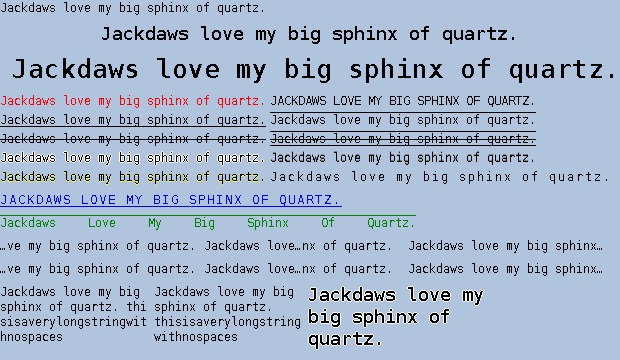 Jackdaws love my big sphinx of quartz.
Jackdaws love my big sphinx of quartz.
Jackdaws love my big sphinx of quartz.
Jackdaws love my big sphinx of quartz. JACKDAWS LOVE MY BIG SPHINX OF QUARTZ.
Jackdaws love my big sphinx of quartz. Jackdaws love my big sphinx of quartz.
Jackdaws love my big sphinx of quartz. Jackdaws love my big sphinx of quartz.
Jackdaws love my big sphinx of quartz. Jackdaws love my big sphinx of quartz.
Jackdaws love my big sphinx of quartz. Jackdaws love my big sphinx of quartz.
JACKDAWS LOVE MY BIG SPHINX OF QUARTZ.
Jackdaws Love My Big Sphinx Of Quartz.
…ve my big sphinx of quartz. Jackdaws love…nx of quartz. Jackdaws love my big sphinx…
…ve my big sphinx of quartz. Jackdaws love…nx of quartz. Jackdaws love my big sphinx…
Jackdaws love my big
sphinx of quartz. thi
sisaverylongstringwit
hnospaces
Jackdaws love my big
sphinx of quartz.
thisisaverylongstring
withnospaces
Jackdaws love my
big sphinx of
quartz.